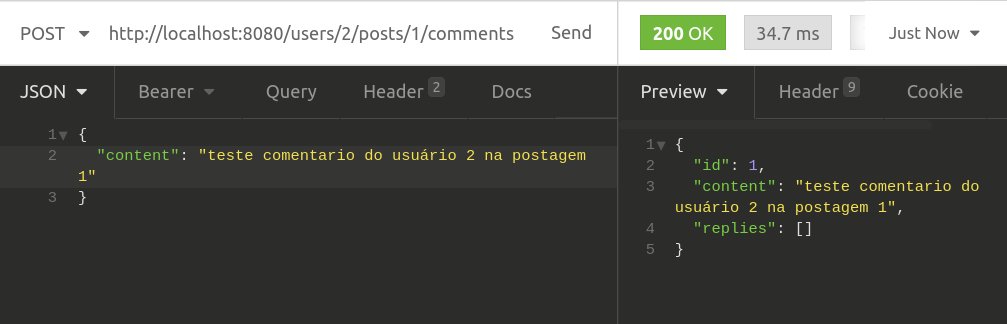 POST http://localhost:8080/users/2/posts/1/comments Send
200 OK 34.7 ms Just Now
JSON Bearer Query Header 2 Docs
1 {
2 "content": "teste comentario do usuário 2 na postagem
1"
3 }
Preview Header 9 Cookie
1 {
2 "id": 1,
3 "content": "teste comentario do
usuário 2 na postagem 1",
4 "replies": []
5 }